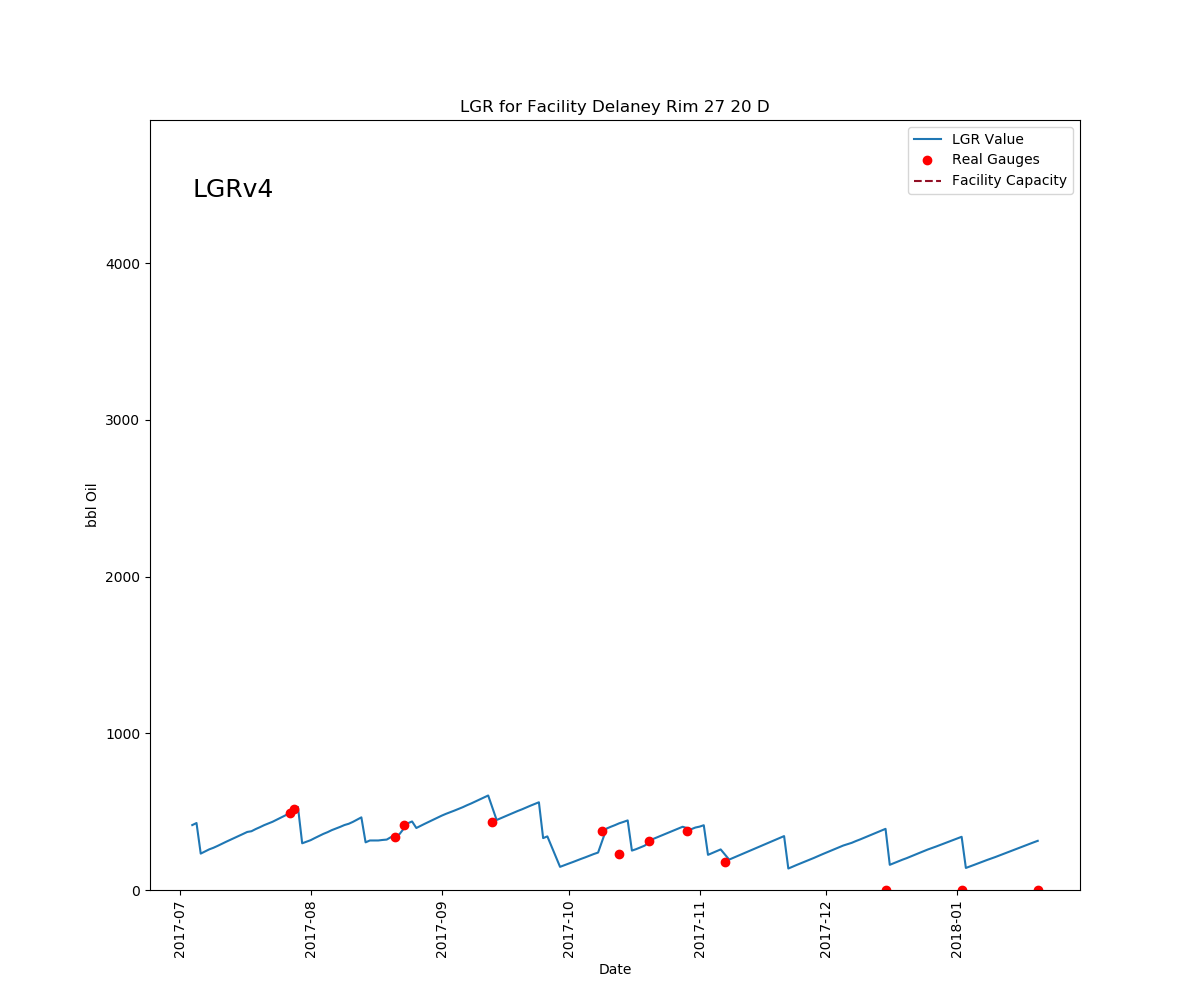 LGR for Facility Delaney Rim 27 20 D
LGR Value
Real Gauges
Facility Capacity
LGRv4
4000
3000
2000
1000
0
bbl Oil
2017-07
2017-08
2017-09
2017-10
2017-11
2017-12
2018-01
Date